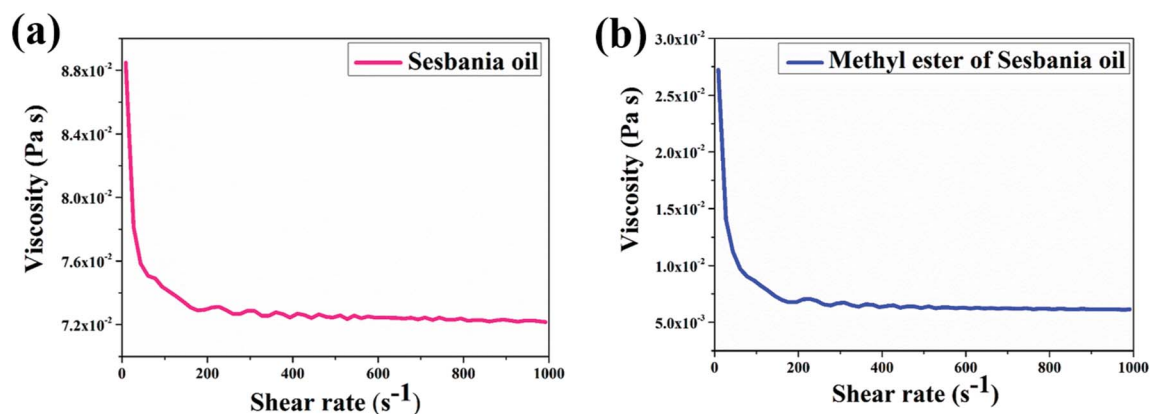 (a)
Sesbania oil
8.8x10⁻²
8.4x10⁻²
8.0x10⁻²
7.6x10⁻²
7.2x10⁻²
Viscosity (Pa s)
0 200 400 600 800 1000
Shear rate (s⁻¹)
(b)
Methyl ester of Sesbania oil
3.0x10⁻²
2.5x10⁻²
2.0x10⁻²
1.5x10⁻²
1.0x10⁻²
5.0x10⁻³
Viscosity (Pa s)
0 200 400 600 800 1000
Shear rate (s⁻¹)